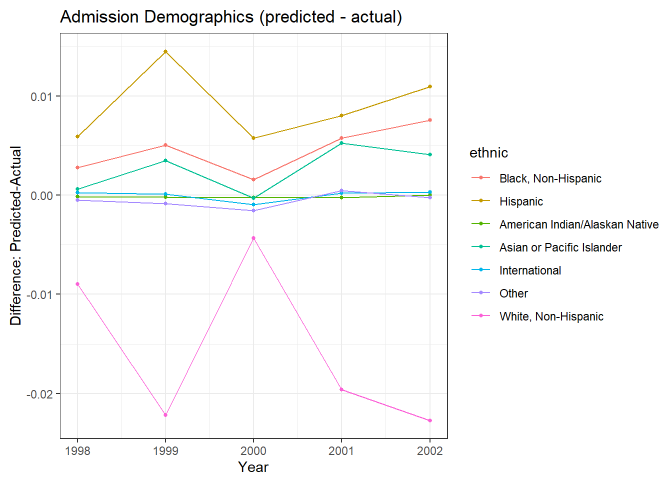 Admission Demographics (predicted - actual)
0.01
0.00
-0.01
-0.02
Difference: Predicted-Actual
1998 1999 2000 2001 2002
Year
ethnic
Black, Non-Hispanic
Hispanic
American Indian/Alaskan Native
Asian or Pacific Islander
International
Other
White, Non-Hispanic